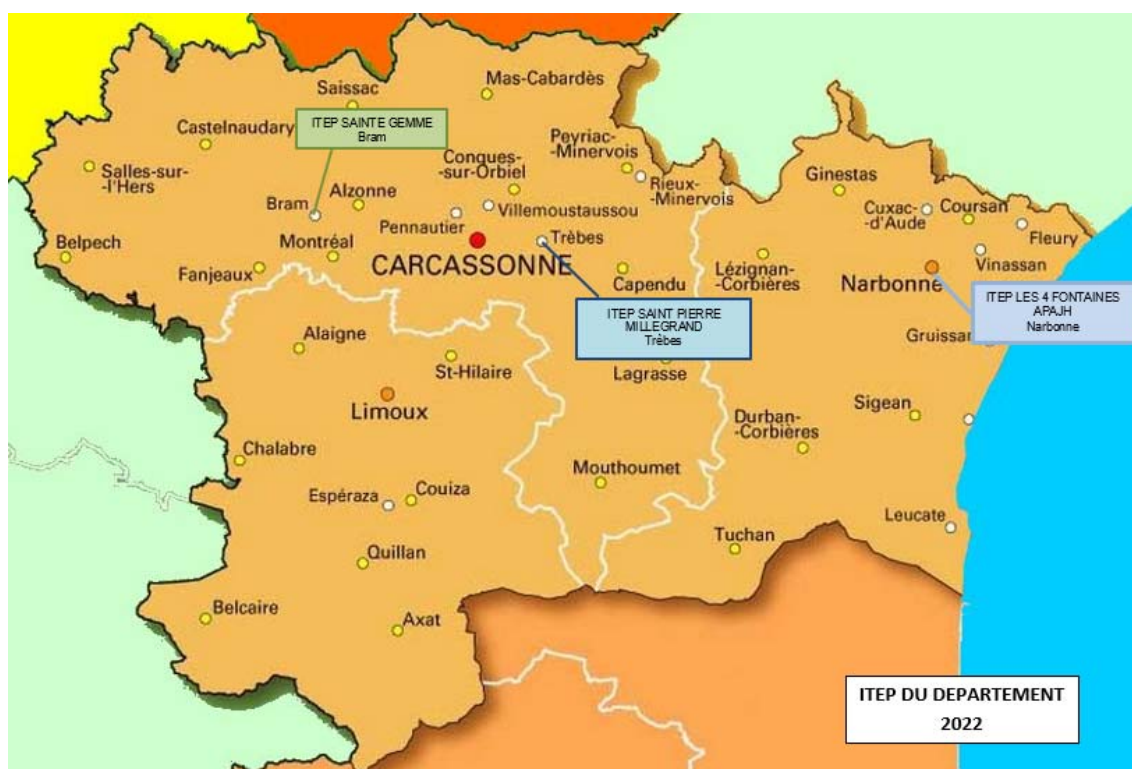 Saissac
Mas-Cabardès
ITEP SAINTE GEMME
Bram
Castelnaudary
Salles-sur-
-l'Hers
Conques-
-sur-Orbiel
Peyriac-
-Minervois
Rieux-
-Minervois
Ginestas
Bram
Alzonne
Pennautier
Villemoustaussou
Cuxac-
-d'Aude
Coursan
Fleury
Belpech
Montréal
Trèbes
Vinassan
Fanjeaux
CARCASSONNE
Capendu
Lézignan-
-Corbières
Narbonne
ITEP LES 4 FONTAINES
APAJH
Narbonne
ITEP SAINT PIERRE
MILLEGRAND
Trèbes
Gruissan
Alaigne
St-Hilaire
Lagrasse
Limoux
Sigean
Durban-
-Corbières
Chalabre
Mouthoumet
Espéraza
Couiza
Leucate
Tuchan
Quillan
Belcaire
Axat
ITEP DU DEPARTEMENT
2022